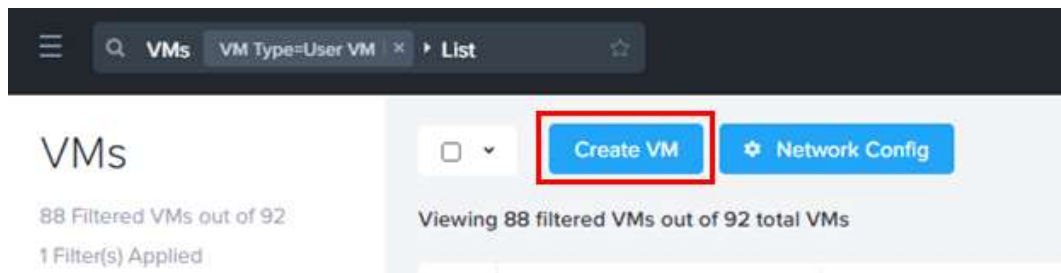 VMs VM Type=User VM × List
VMs
88 Filtered VMs out of 92
1 Filter(s) Applied
Create VM Network Config
Viewing 88 filtered VMs out of 92 total VMs